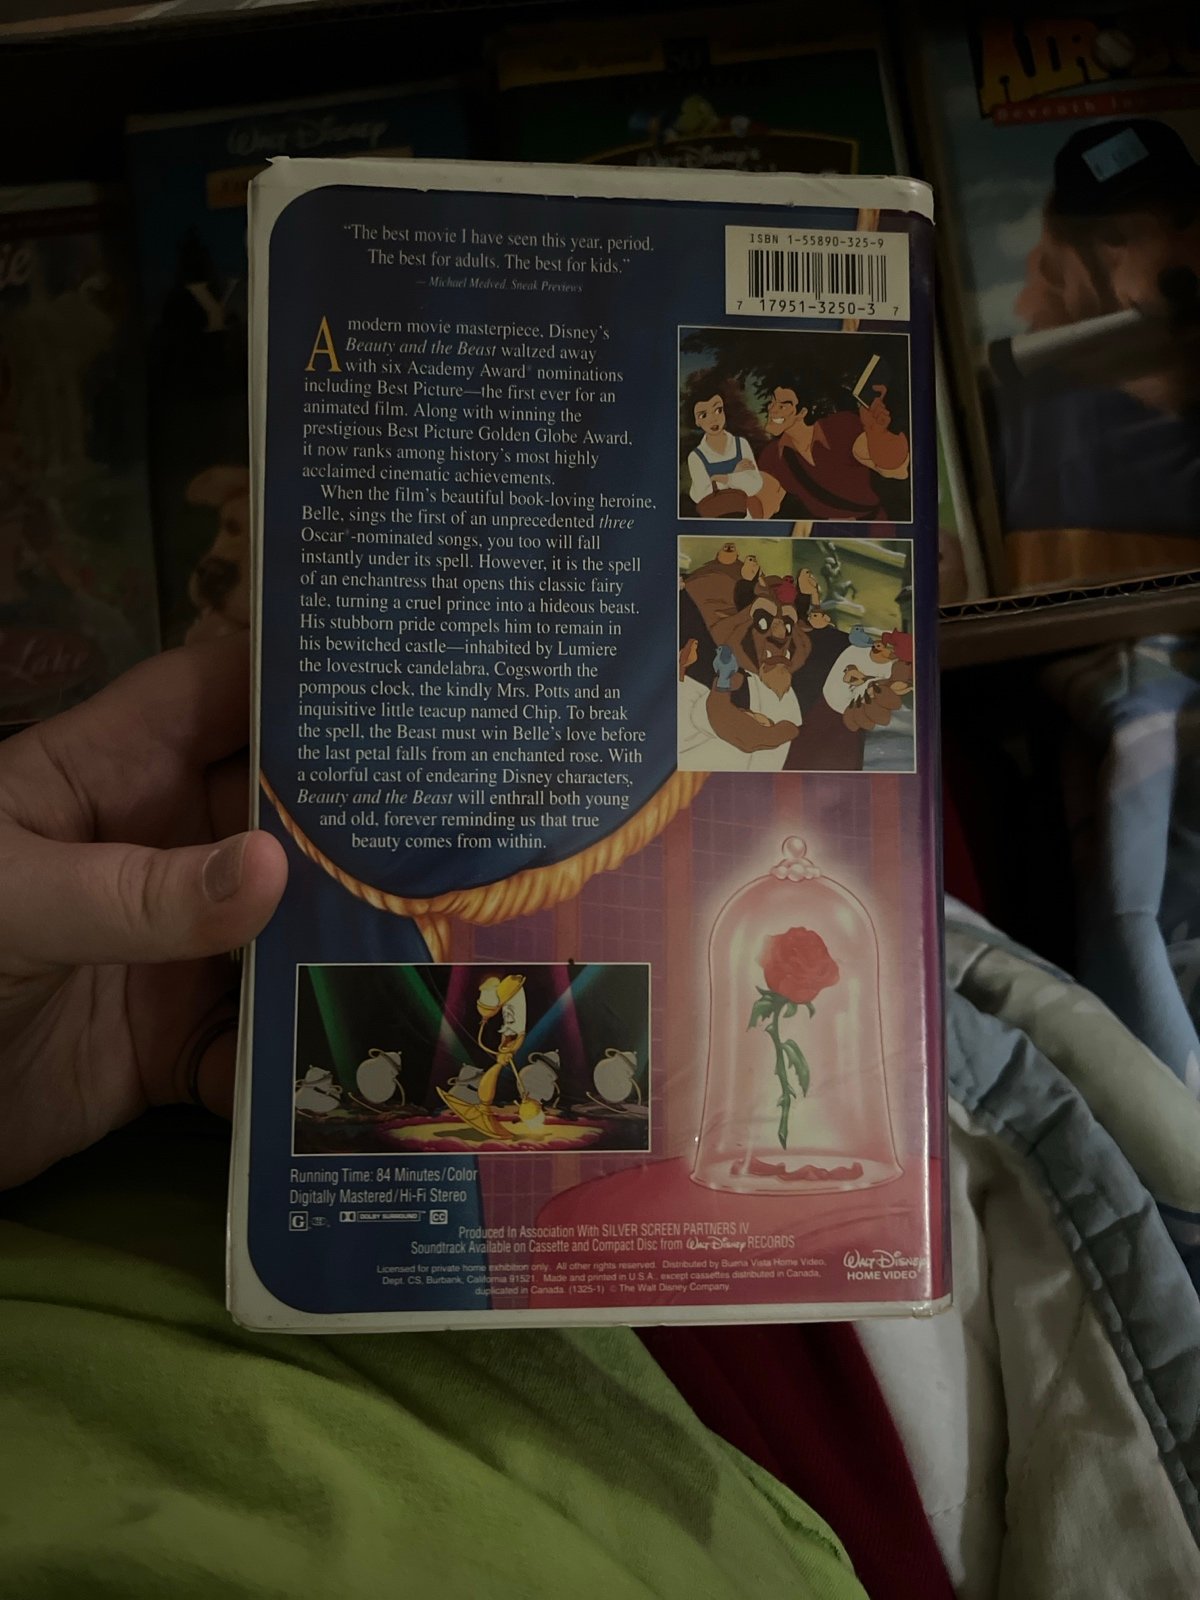 Walt Disney
AIR
Seventh In
Walt Disney's
Y
Lake
"The best movie I have seen this year, period.
The best for adults. The best for kids."
— Michael Medved, Sneak Previews
ISBN 1-55890-325-9
7 17951-3250-3 7
A modern movie masterpiece, Disney's
Beauty and the Beast waltzed away
with six Academy Award® nominations
including Best Picture—the first ever for an
animated film. Along with winning the
prestigious Best Picture Golden Globe Award,
it now ranks among history's most highly
acclaimed cinematic achievements.
When the film's beautiful book-loving heroine,
Belle, sings the first of an unprecedented three
Oscar®-nominated songs, you too will fall
instantly under its spell. However, it is the spell
of an enchantress that opens this classic fairy
tale, turning a cruel prince into a hideous beast.
His stubborn pride compels him to remain in
his bewitched castle—inhabited by Lumiere
the lovestruck candelabra, Cogsworth the
pompous clock, the kindly Mrs. Potts and an
inquisitive little teacup named Chip. To break
the spell, the Beast must win Belle's love before
the last petal falls from an enchanted rose. With
a colorful cast of endearing Disney characters,
Beauty and the Beast will enthrall both young
and old, forever reminding us that true
beauty comes from within.
Running Time: 84 Minutes/Color
Digitally Mastered/Hi-Fi Stereo
G DOLBY SURROUND™ CC
Produced In Association With SILVER SCREEN PARTNERS IV
Soundtrack Available on Cassette and Compact Disc from Walt Disney RECORDS
Licensed for private home exhibition only. All other rights reserved. Distributed by Buena Vista Home Video,
Dept. CS, Burbank, California 91521. Made and printed in U.S.A., except cassettes distributed in Canada,
duplicated in Canada. (1325-1) © The Walt Disney Company
Walt Disney
HOME VIDEO